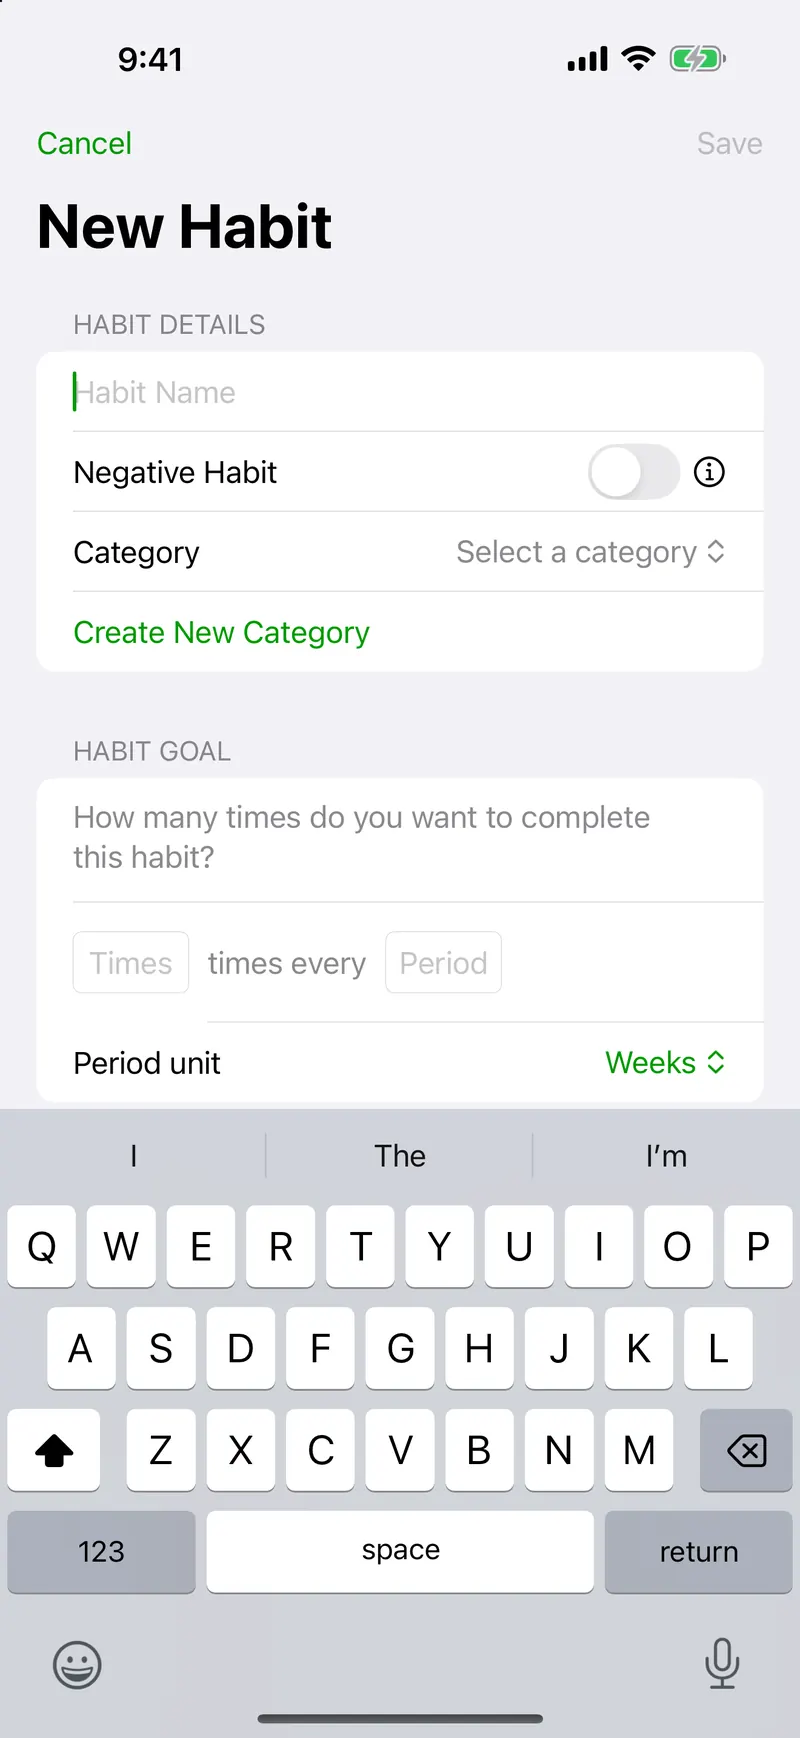 9:41
Cancel
Save
New Habit
HABIT DETAILS
Habit Name
Negative Habit
Category
Select a category
Create New Category
HABIT GOAL
How many times do you want to complete
this habit?
Times times every Period
Period unit
Weeks
I The I’m
Q W E R T Y U I O P
A S D F G H J K L
Z X C V B N M
123 space return